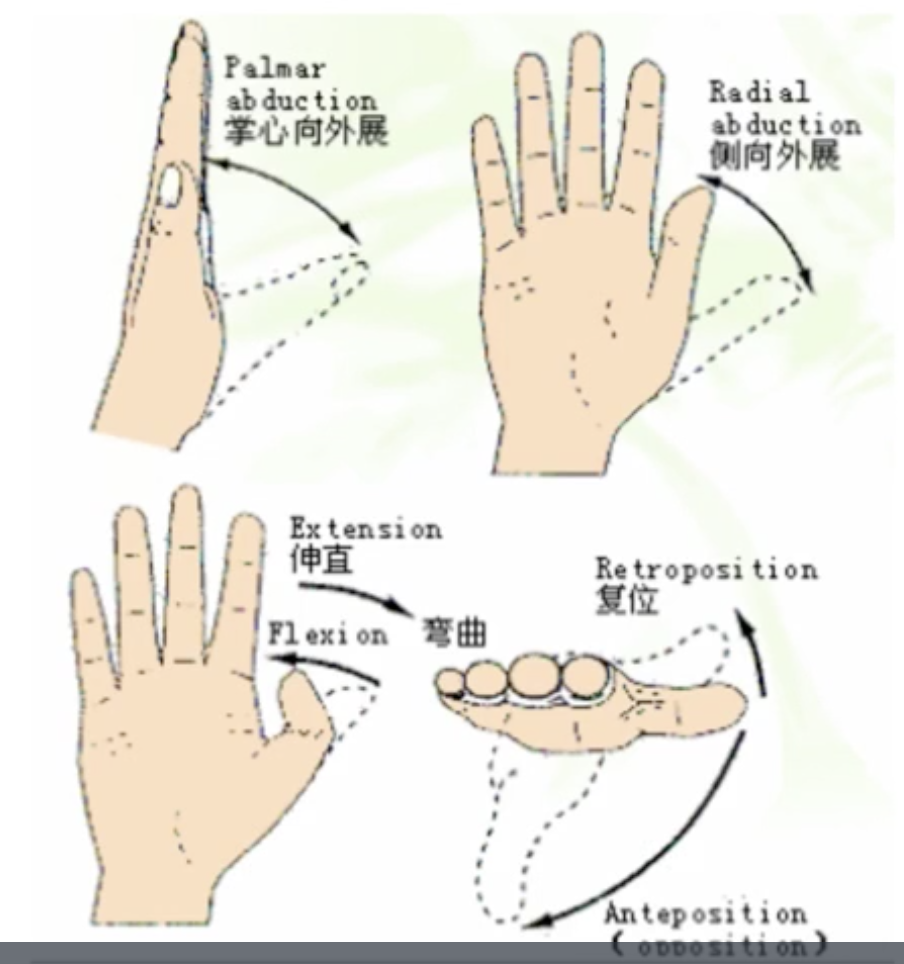 Palmar
abduction
掌心向外展
Radial
abduction
侧向外展
Extension
伸直
Flexion 弯曲
Retroposition
复位
Anteposition
(opposition)